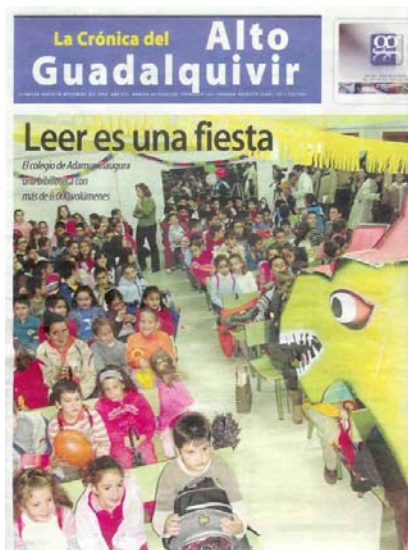 La Crónica del Alto
Guadalquivir
Leer es una fiesta
El colegio de Adamuz inaugura
una biblioteca con
más de 6.000 volúmenes